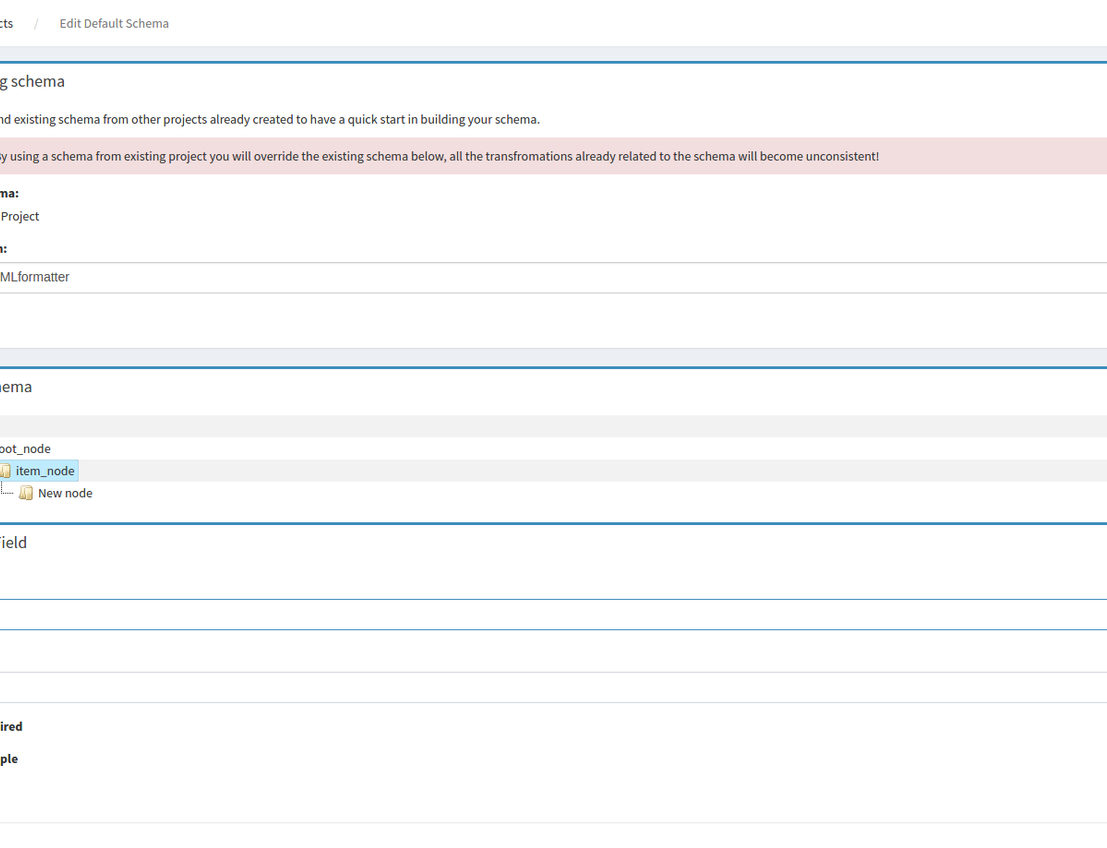 cts / Edit Default Schema
g schema
nd existing schema from other projects already created to have a quick start in building your schema.
y using a schema from existing project you will override the existing schema below, all the transfromations already related to the schema will become unconsistent!
ma:
Project
n:
MLformatter
ema
oot_node
item_node
New node
ield
ired
ple